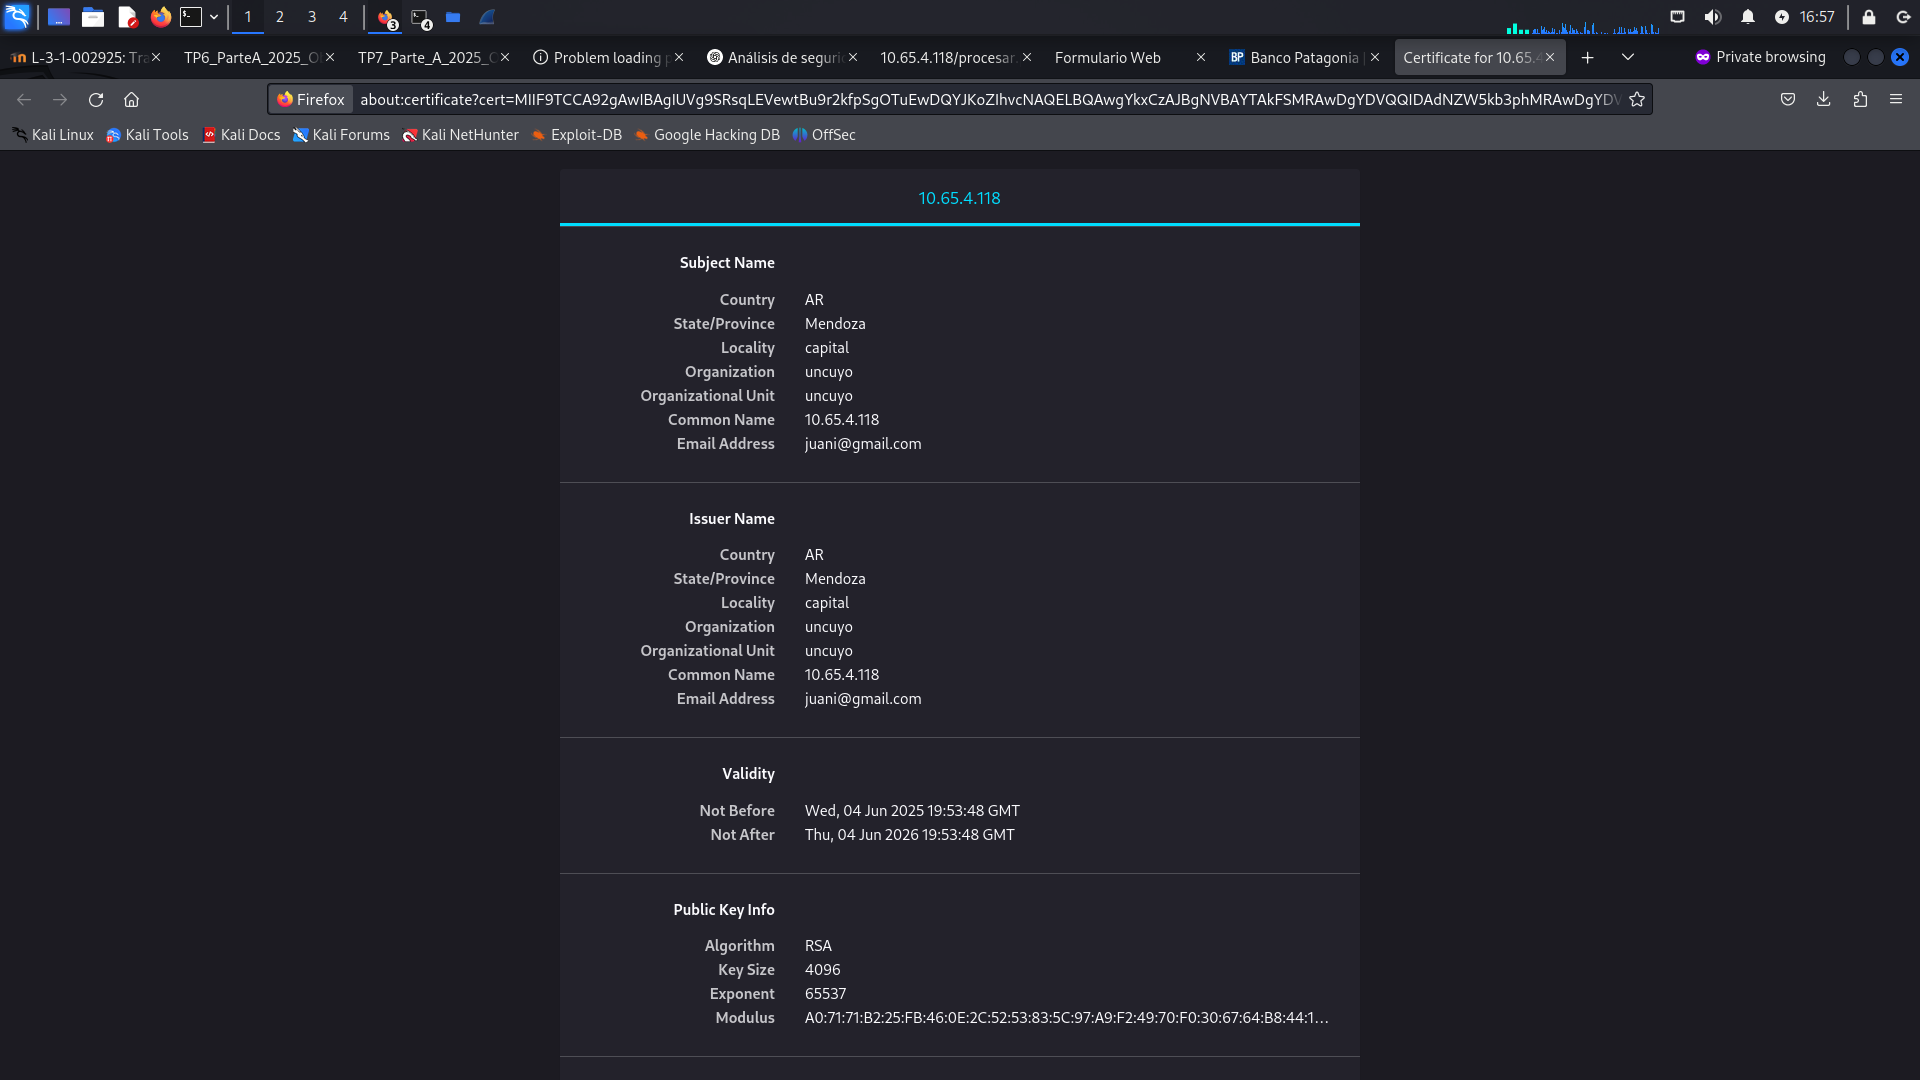 1 2 3 4
3
4
16:57
L-3-1-002925: Tra
TP6_ParteA_2025_O
TP7_Parte_A_2025_C
Problem loading p
Análisis de seguri
10.65.4.118/procesar.
Formulario Web
BP Banco Patagonia |
Certificate for 10.65.4
Private browsing
Firefox
about:certificate?cert=MIIF9TCCA92gAwIBAgIUVg9SRsqLEVewtBu9r2kfpSgOTuEwDQYJKoZIhvcNAQELBQAwgYkxCzAJBgNVBAYTAkFSMRAwDgYDVQQIDAdNZW5kb3phMRAwDgYDV
Kali Linux
Kali Tools
Kali Docs
Kali Forums
Kali NetHunter
Exploit-DB
Google Hacking DB
OffSec
10.65.4.118
Subject Name
Country AR
State/Province Mendoza
Locality capital
Organization uncuyo
Organizational Unit uncuyo
Common Name 10.65.4.118
Email Address juani@gmail.com
Issuer Name
Country AR
State/Province Mendoza
Locality capital
Organization uncuyo
Organizational Unit uncuyo
Common Name 10.65.4.118
Email Address juani@gmail.com
Validity
Not Before Wed, 04 Jun 2025 19:53:48 GMT
Not After Thu, 04 Jun 2026 19:53:48 GMT
Public Key Info
Algorithm RSA
Key Size 4096
Exponent 65537
Modulus A0:71:71:B2:25:FB:46:0E:2C:52:53:83:5C:97:A9:F2:49:70:F0:30:67:64:B8:44:1…